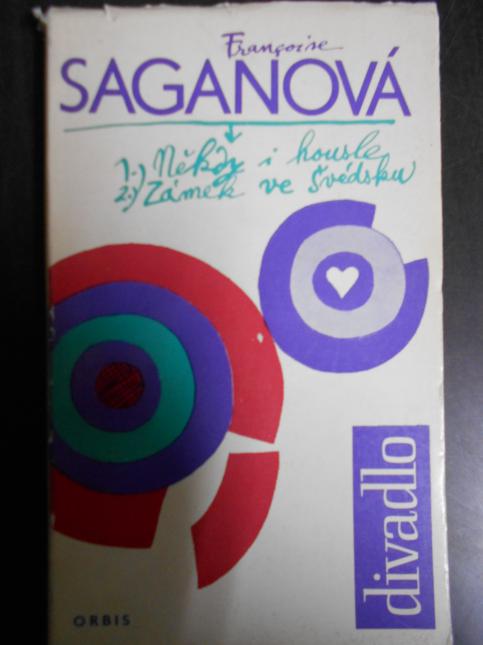 Françoise
SAGANOVÁ
1.) Někdy i housle
2.) Zámek ve Švédsku
divadlo
ORBIS